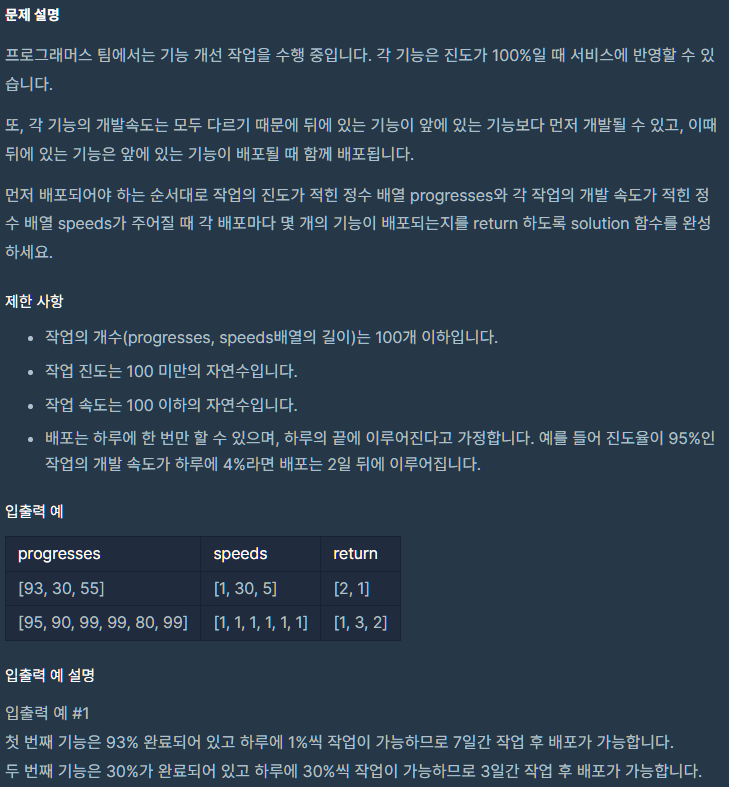 문제 설명
프로그래머스 팀에서는 기능 개선 작업을 수행 중입니다. 각 기능은 진도가 100%일 때 서비스에 반영할 수 있
습니다.
또, 각 기능의 개발속도는 모두 다르기 때문에 뒤에 있는 기능이 앞에 있는 기능보다 먼저 개발될 수 있고, 이때
뒤에 있는 기능은 앞에 있는 기능이 배포될 때 함께 배포됩니다.
먼저 배포되어야 하는 순서대로 작업의 진도가 적힌 정수 배열 progresses와 각 작업의 개발 속도가 적힌 정
수 배열 speeds가 주어질 때 각 배포마다 몇 개의 기능이 배포되는지를 return 하도록 solution 함수를 완성
하세요.
제한 사항
• 작업의 개수(progresses, speeds배열의 길이)는 100개 이하입니다.
• 작업 진도는 100 미만의 자연수입니다.
• 작업 속도는 100 이하의 자연수입니다.
• 배포는 하루에 한 번만 할 수 있으며, 하루의 끝에 이루어진다고 가정합니다. 예를 들어 진도율이 95%인
작업의 개발 속도가 하루에 4%라면 배포는 2일 뒤에 이루어집니다.
입출력 예
progresses speeds return
[93, 30, 55] [1, 30, 5] [2, 1]
[95, 90, 99, 99, 80, 99] [1, 1, 1, 1, 1, 1] [1, 3, 2]
입출력 예 설명
입출력 예 #1
첫 번째 기능은 93% 완료되어 있고 하루에 1%씩 작업이 가능하므로 7일간 작업 후 배포가 가능합니다.
두 번째 기능은 30%가 완료되어 있고 하루에 30%씩 작업이 가능하므로 3일간 작업 후 배포가 가능합니다.